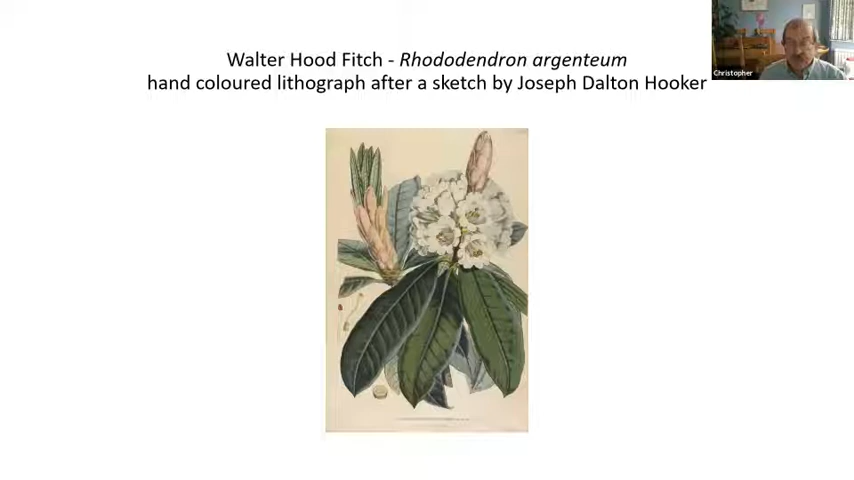 Walter Hood Fitch - Rhododendron argenteum
hand coloured lithograph after a sketch by Joseph Dalton Hooker
Christopher